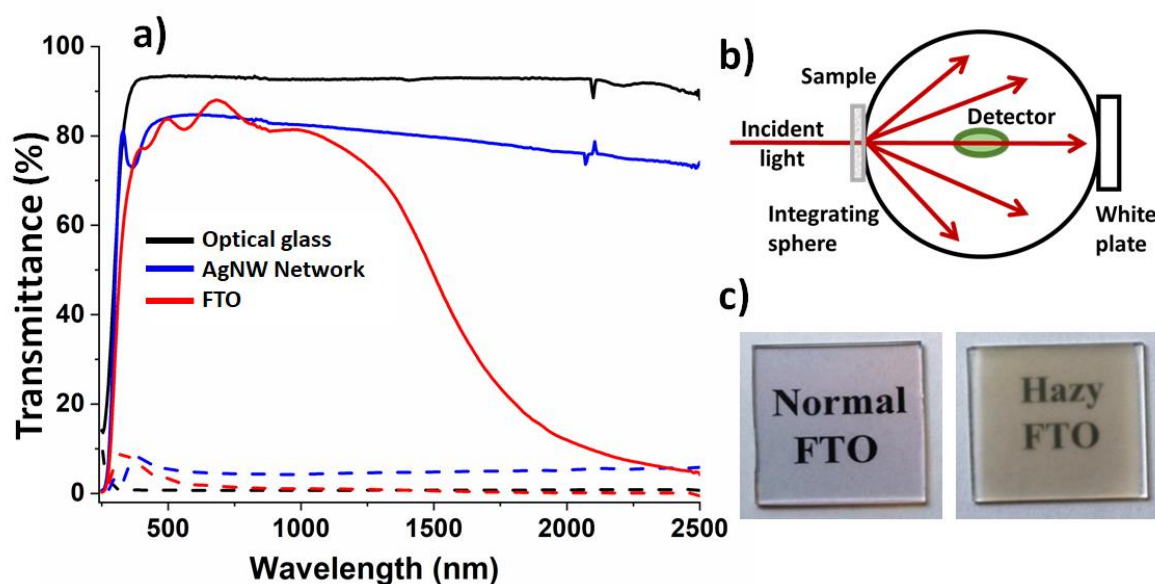 a)
Transmittance (%)
100
80
60
40
20
0
Optical glass
AgNW Network
FTO
500
1000
1500
2000
2500
Wavelength (nm)
b)
Sample
Incident
light
Detector
Integrating
sphere
White
plate
c)
Normal
FTO
Hazy
FTO